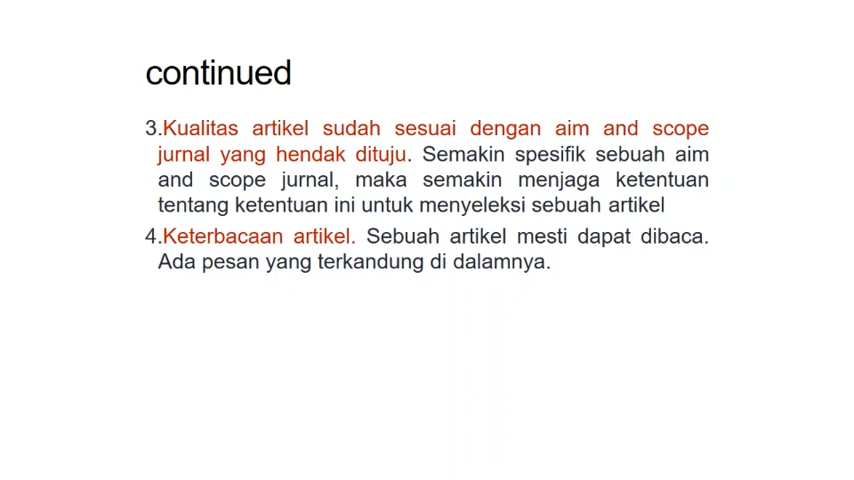 continued
3.Kualitas artikel sudah sesuai dengan aim and scope
jurnal yang hendak dituju. Semakin spesifik sebuah aim
and scope jurnal, maka semakin menjaga ketentuan
tentang ketentuan ini untuk menyeleksi sebuah artikel
4.Keterbacaan artikel. Sebuah artikel mesti dapat dibaca.
Ada pesan yang terkandung di dalamnya.